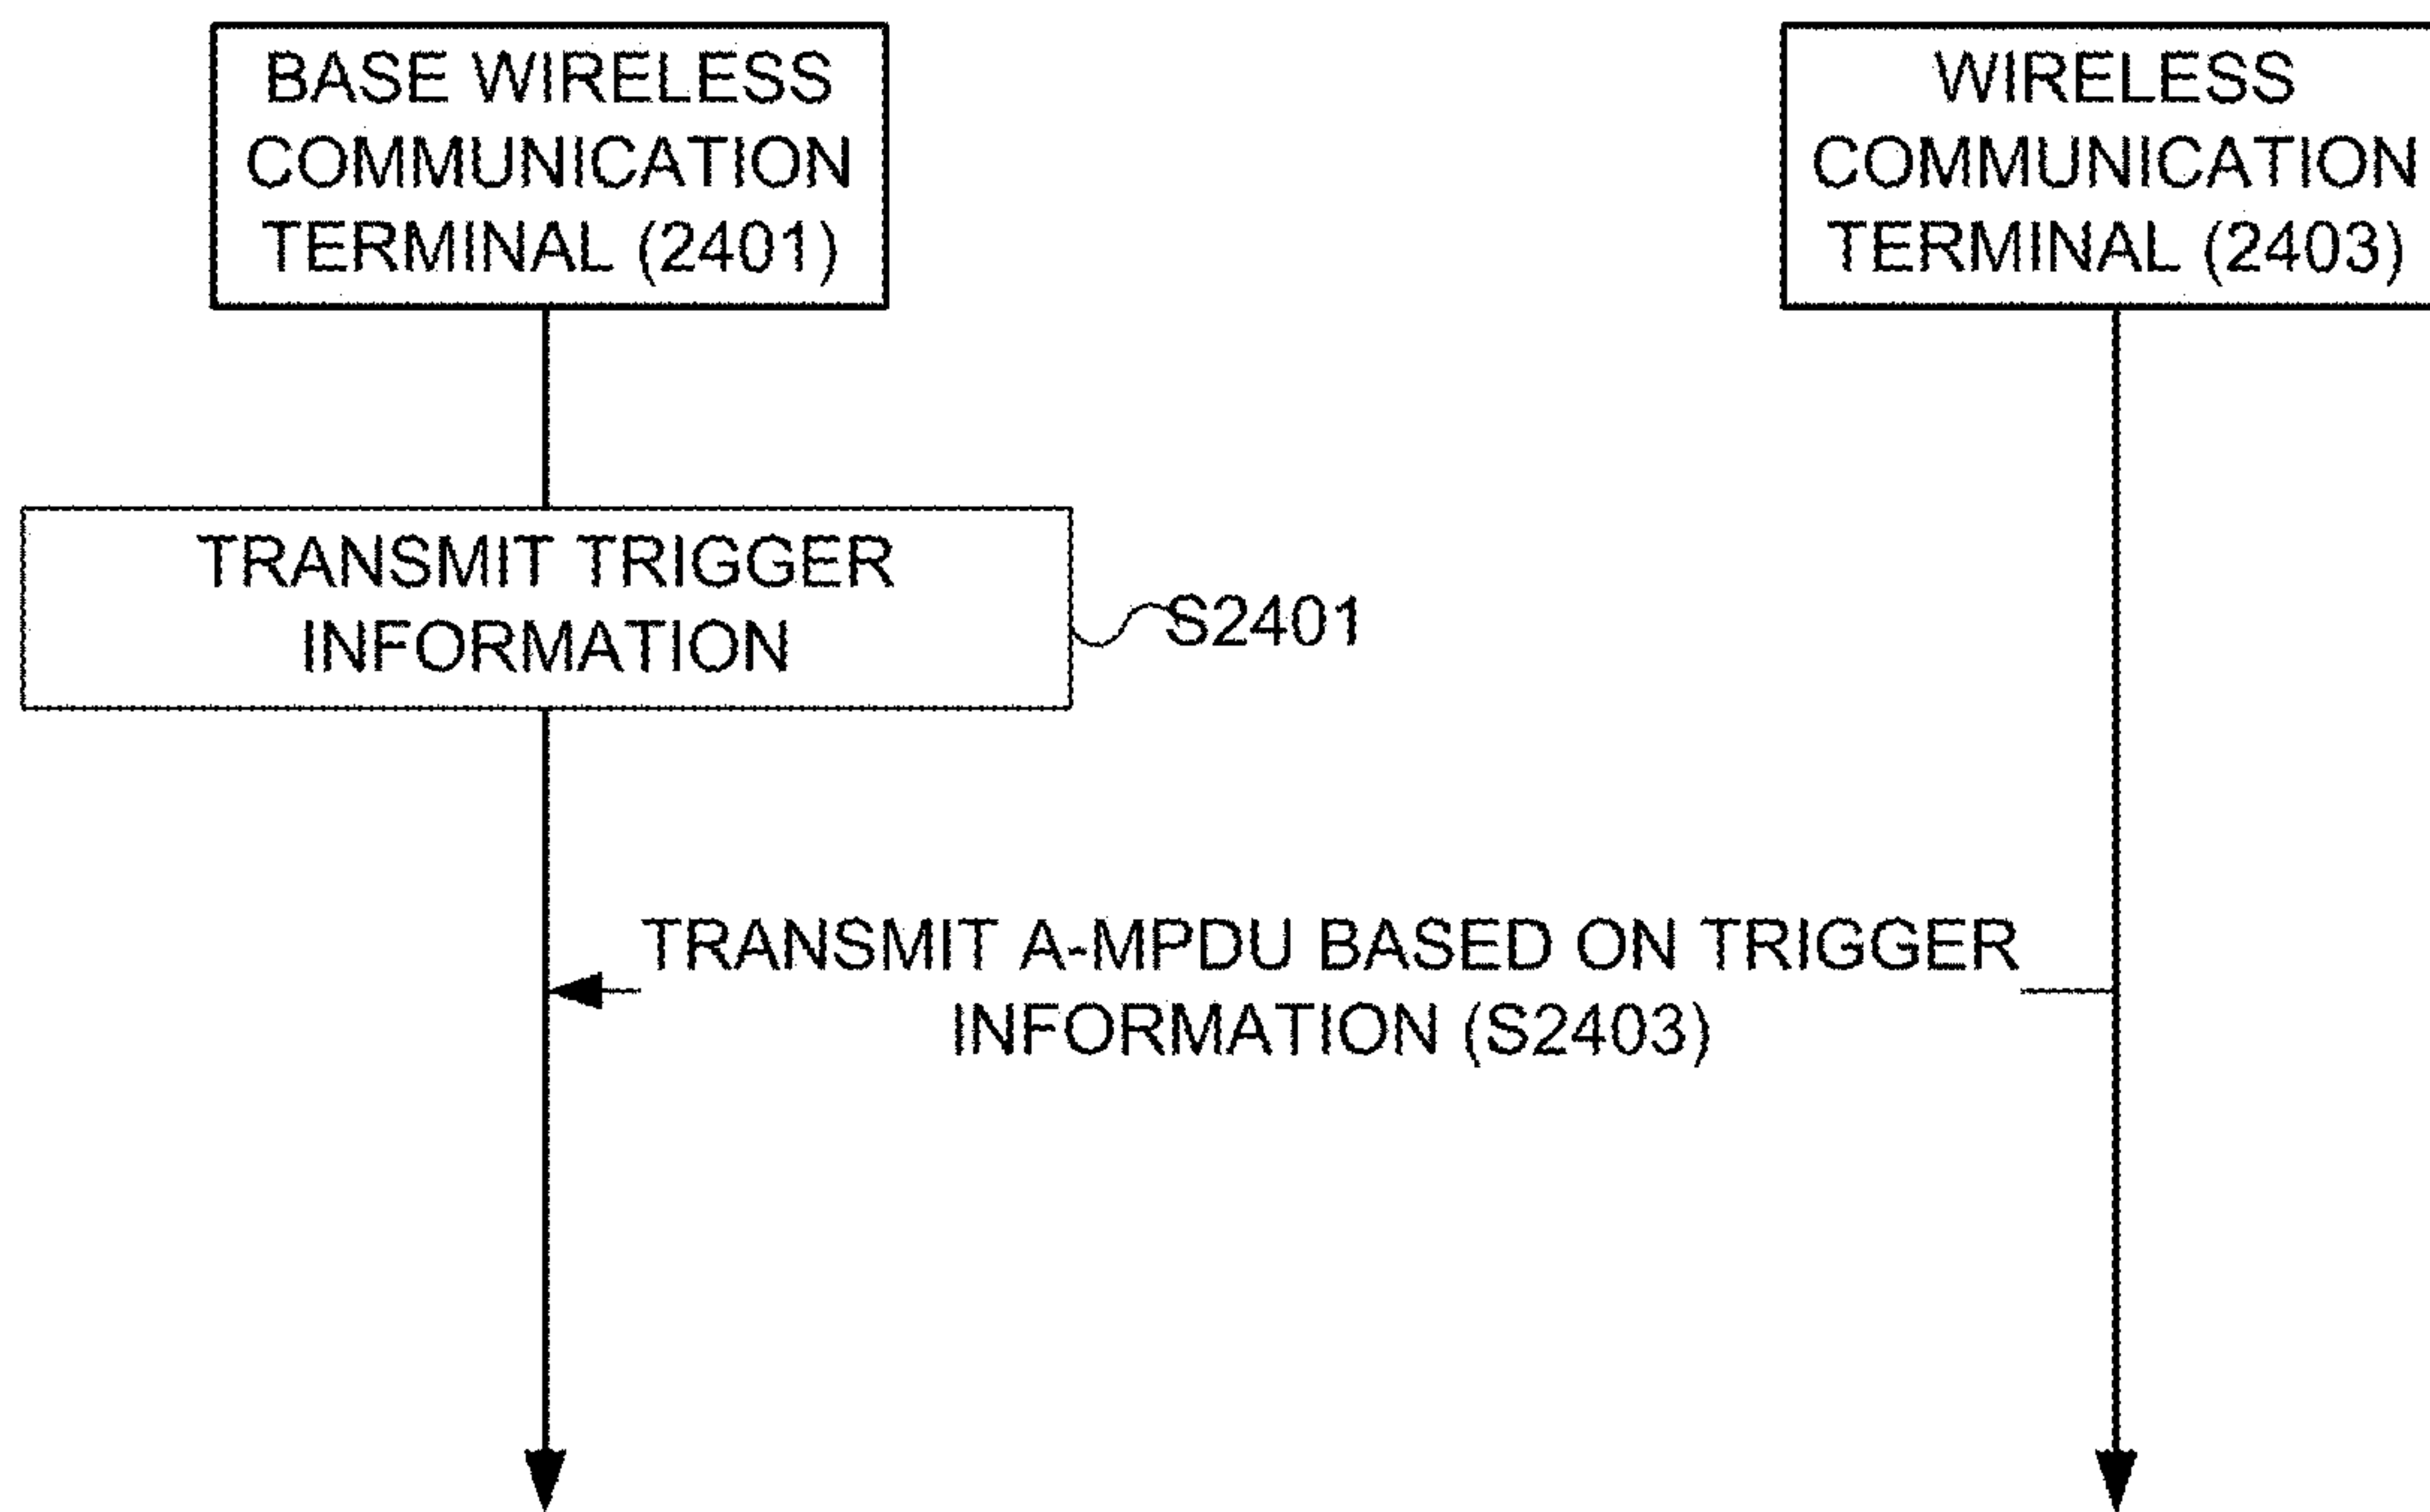 BASE WIRELESS
COMMUNICATION
TERMINAL (2401)
WIRELESS
COMMUNICATION
TERMINAL (2403)
TRANSMIT TRIGGER
INFORMATION
S2401
TRANSMIT A-MPDU BASED ON TRIGGER
INFORMATION (S2403)